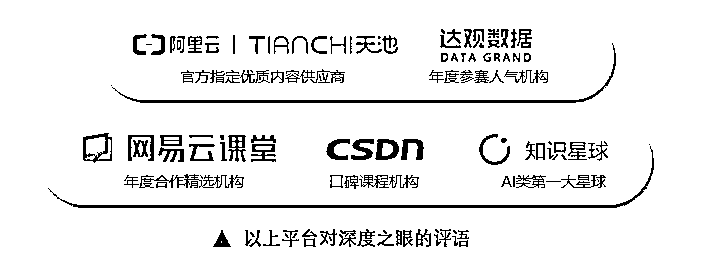 阿里云 | TIANCHI天池 达观数据
DATA GRAND
官方指定优质内容供应商 年度参赛人气机构
网易云课堂 CSDN 知识星球
年度合作精选机构 口碑课程机构 AI类第一大星球
▲ 以上平台对深度之眼的评语